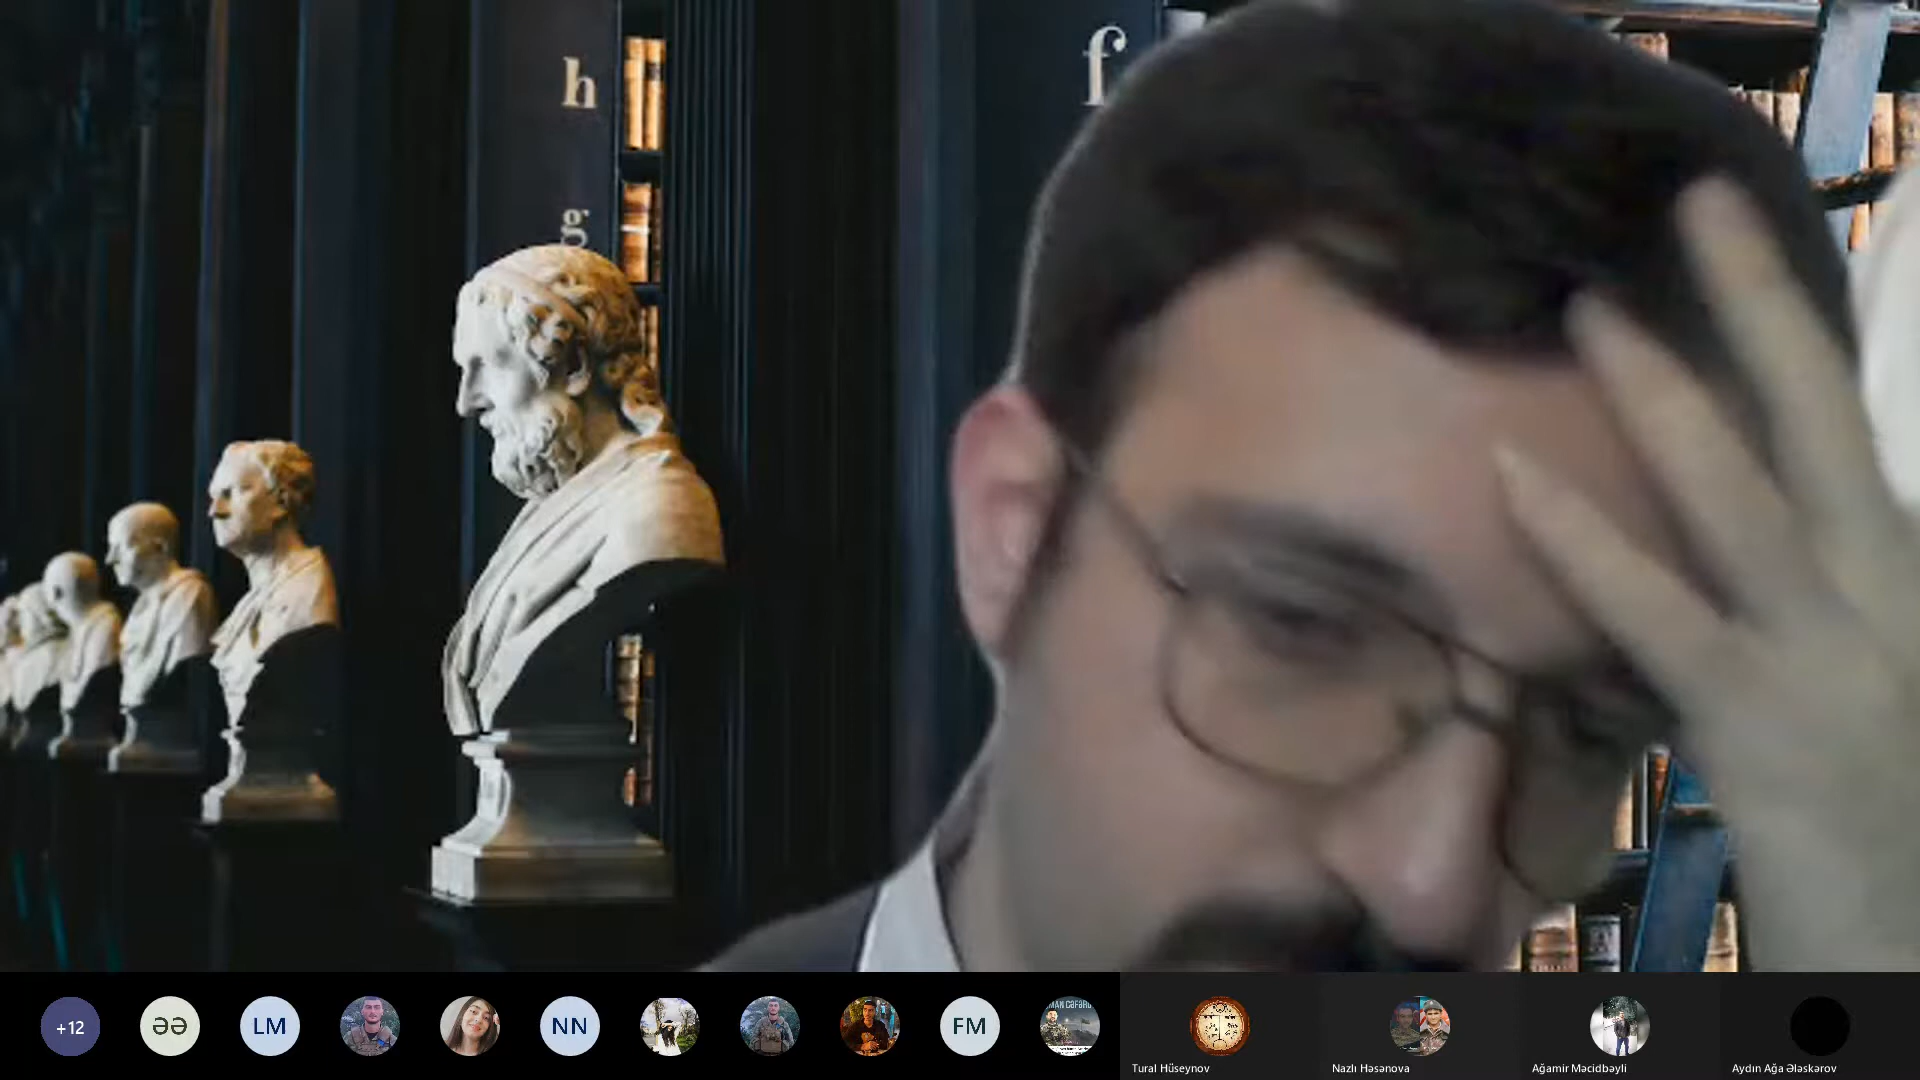 h
f
g
+12
ƏƏ
LM
NN
FM
Tural Hüseynov
Nazlı Həsənova
Ağamir Məcidbəyli
Aydın Ağa Ələskərov